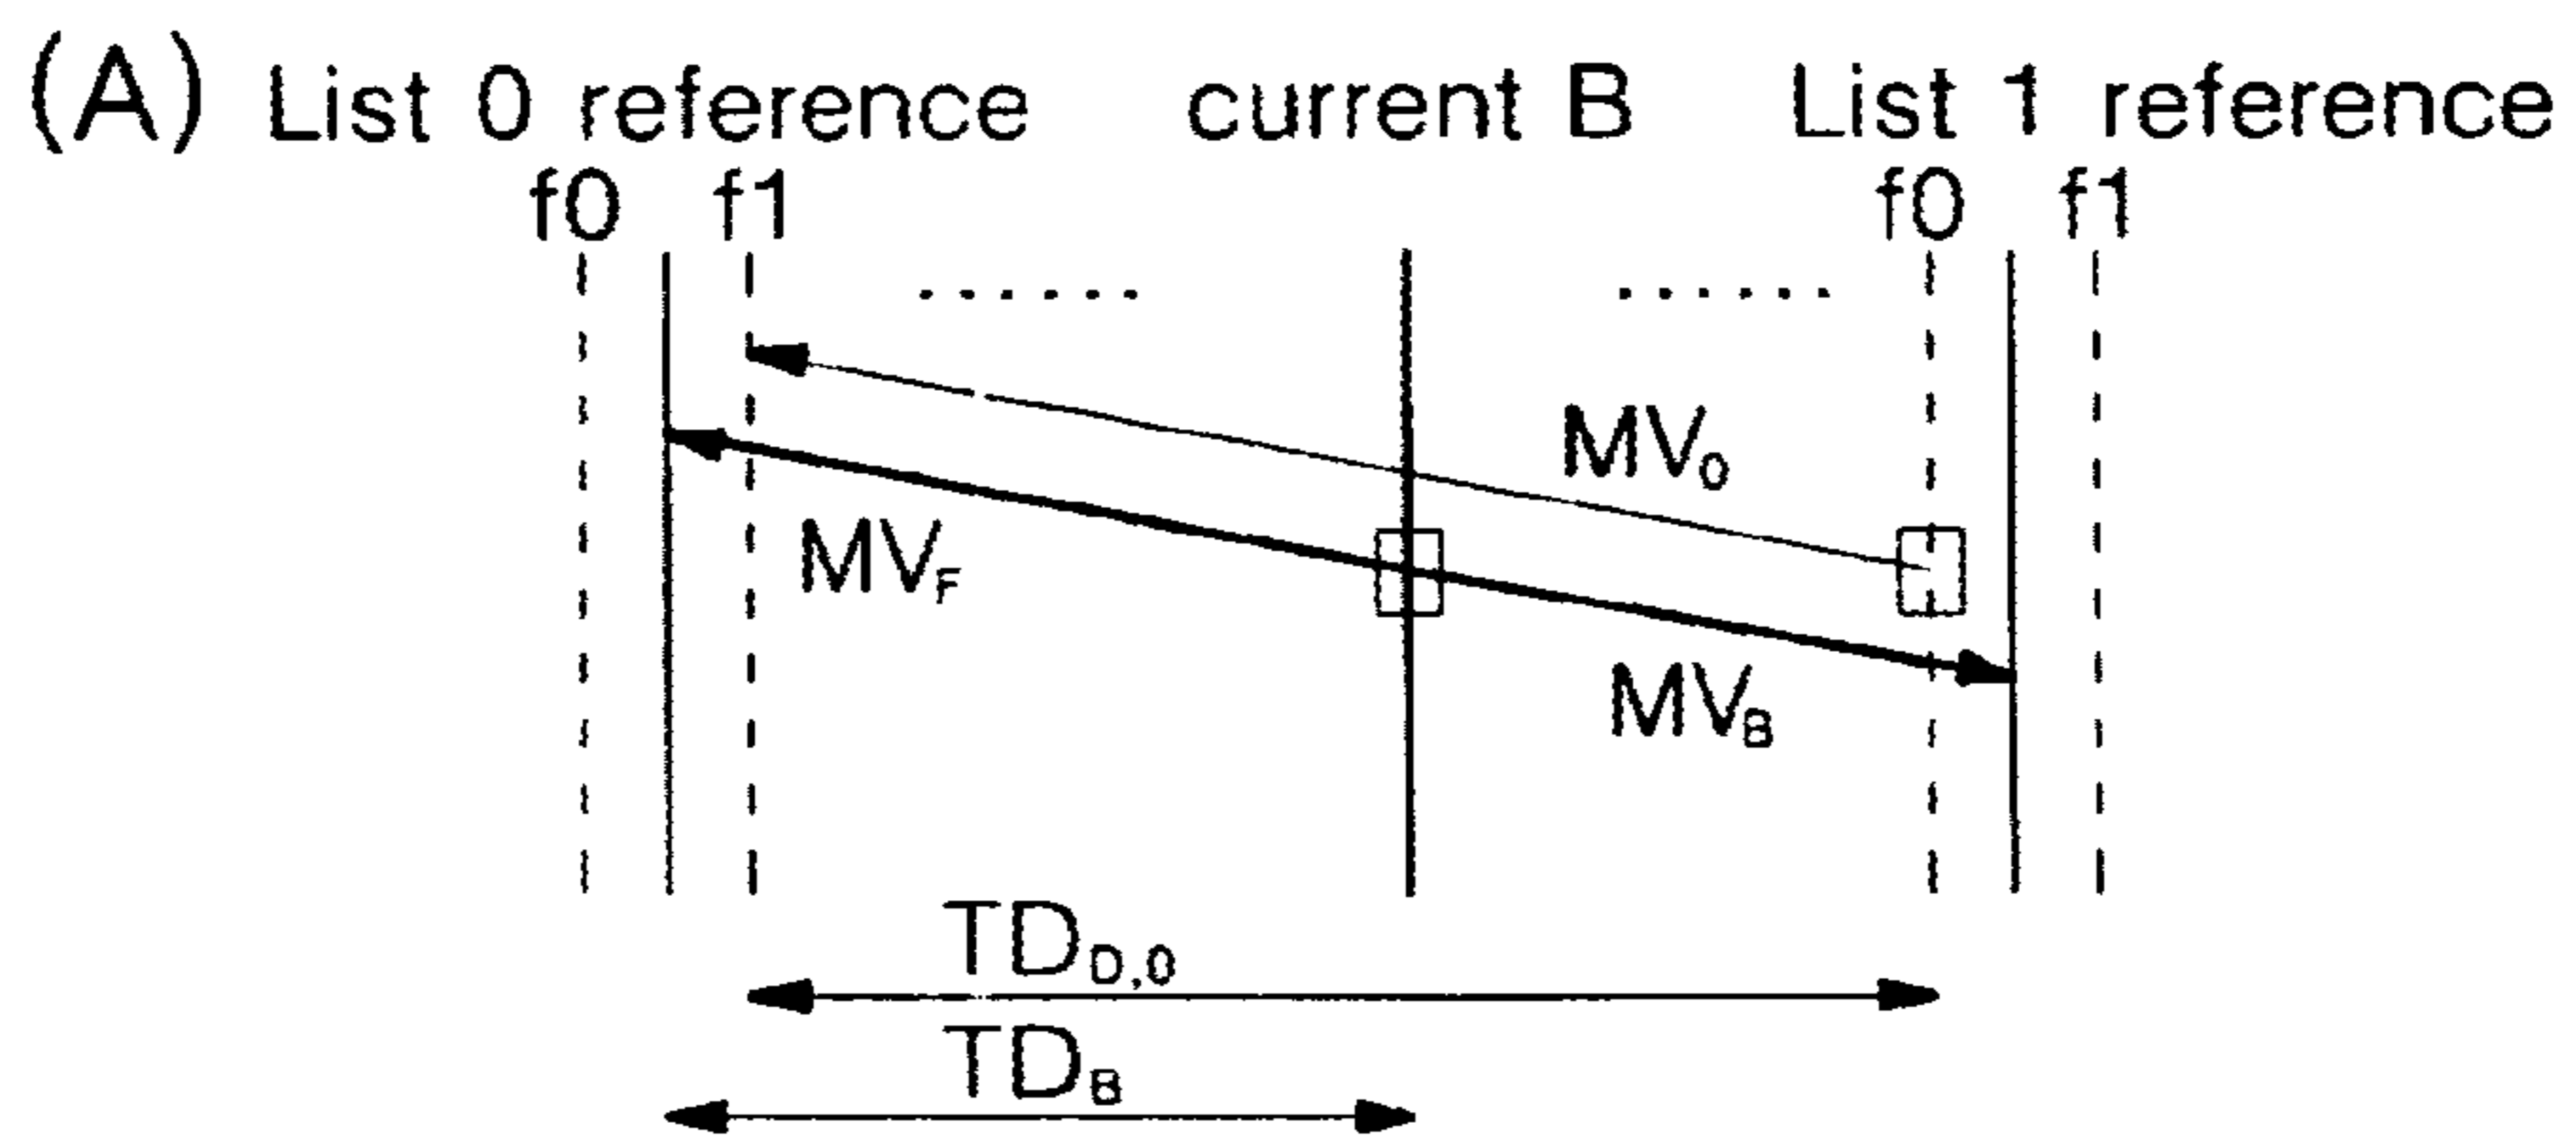 (A) List 0 reference current B List 1 reference
f0 f1 f0 f1
......  ......
MV₀
MV_F
MV_B
TD_D,0
TD_B